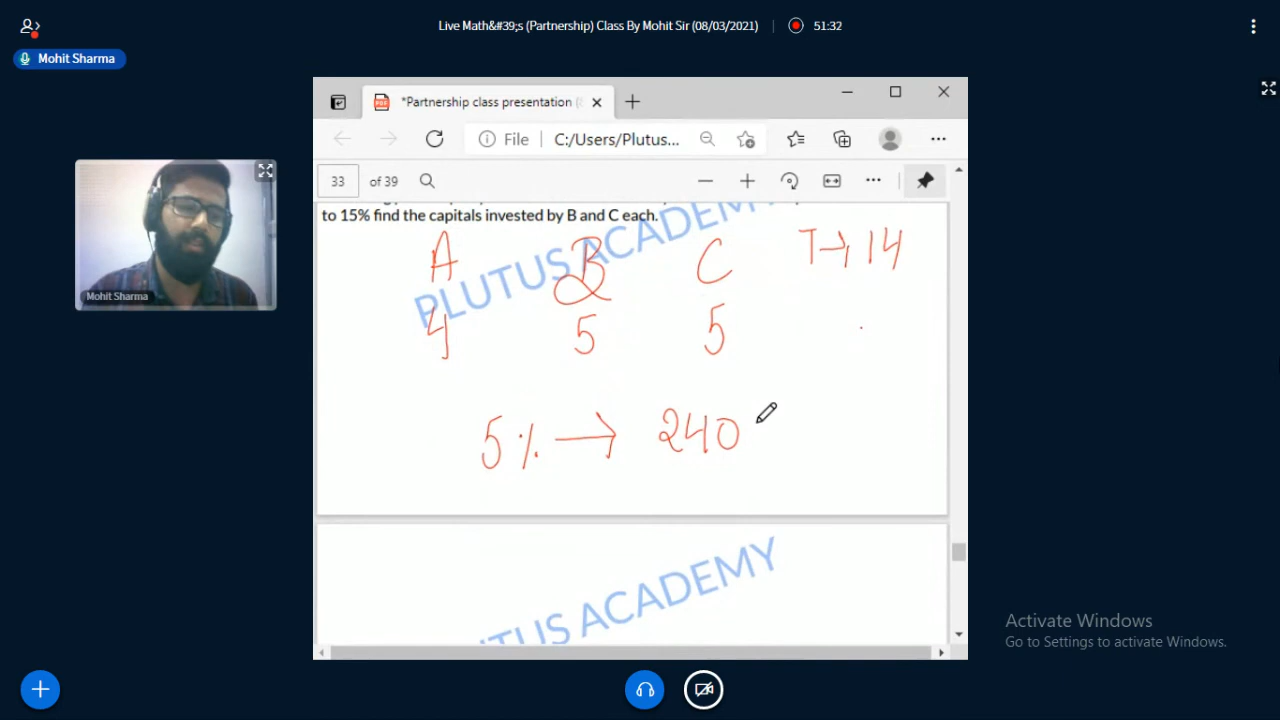 Live Math&#39;s (Partnership) Class By Mohit Sir (08/03/2021) 51:32
Mohit Sharma
*Partnership class presentation (
File C:/Users/Plutus...
33 of 39
to 15% find the capitals invested by B and C each.
PLUTUS ACADEMY
A B C T→ 14
4 5 5
5% → 240
Mohit Sharma
PLUTUS ACADEMY
Activate Windows
Go to Settings to activate Windows.